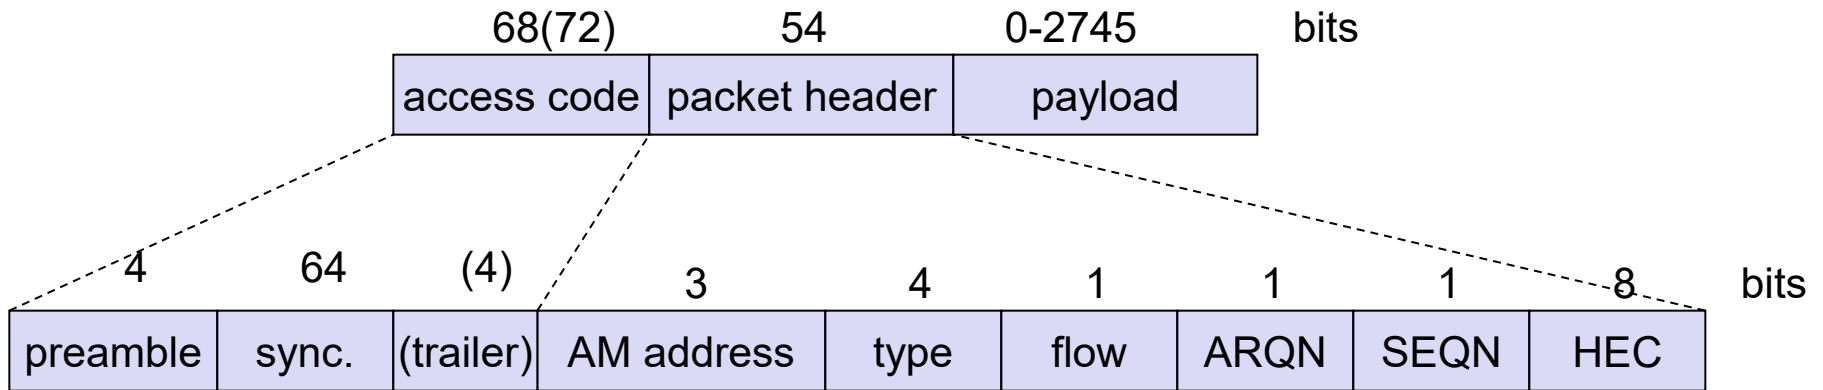 68(72) 54 0-2745 bits
access code packet header payload
4 64 (4) 3 4 1 1 1 8 bits
preamble sync. (trailer) AM address type flow ARQN SEQN HEC